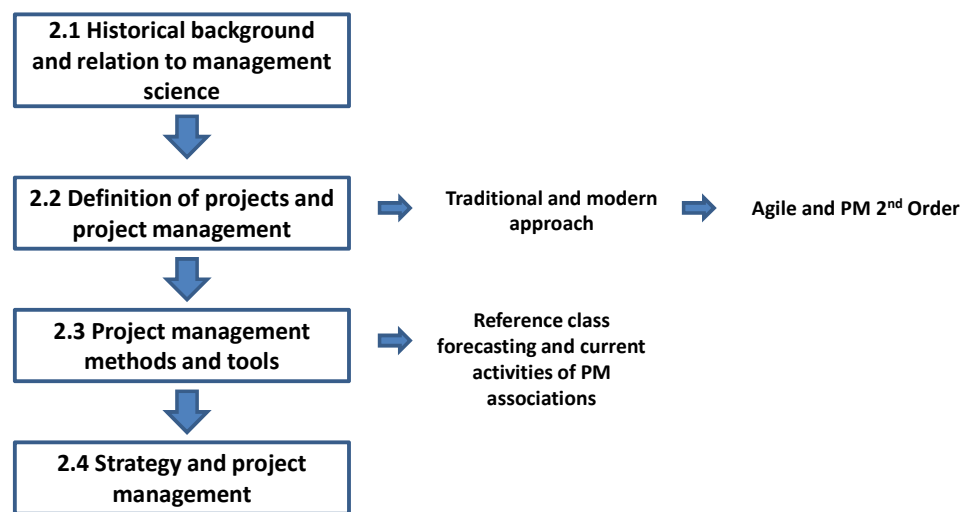 2.1 Historical background
and relation to management
science
2.2 Definition of projects and
project management
Traditional and modern
approach
Agile and PM 2nd Order
2.3 Project management
methods and tools
Reference class
forecasting and current
activities of PM
associations
2.4 Strategy and project
management